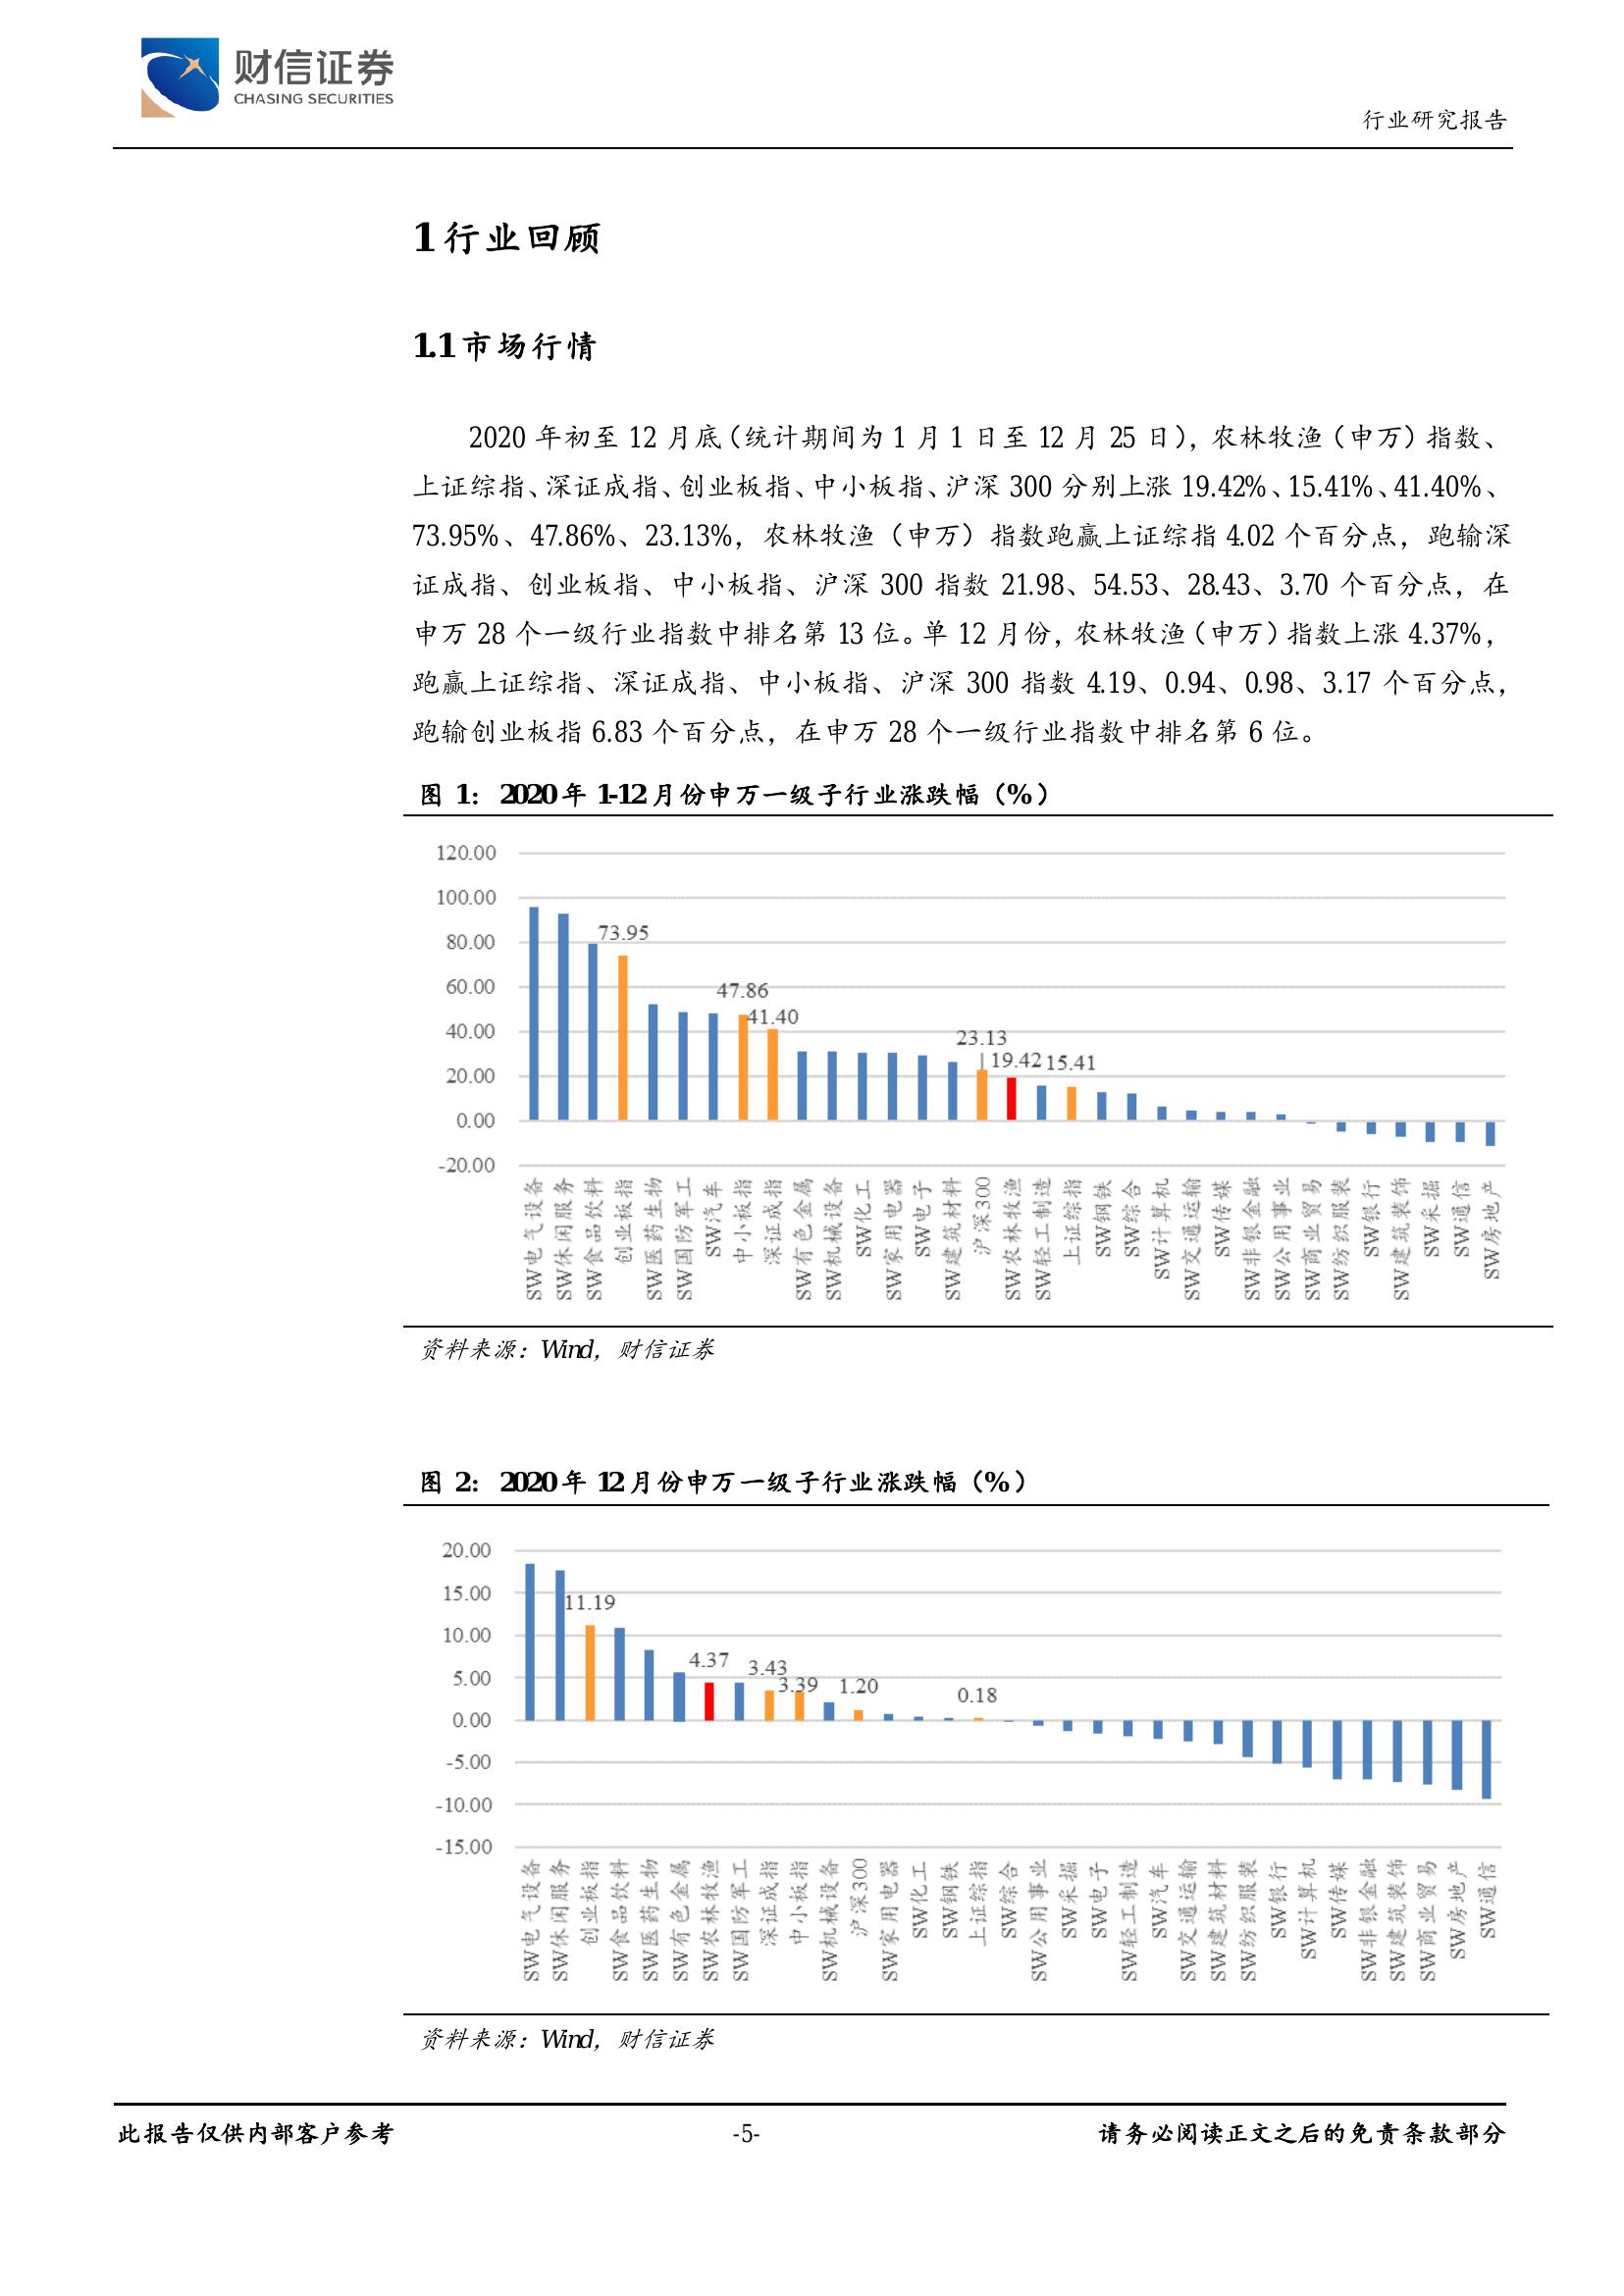 财信证券
CHASING SECURITIES
行业研究报告
1 行业回顾
1.1 市场行情
2020 年初至 12 月底（统计期间为 1 月 1 日至 12 月 25 日），农林牧渔（申万）指数、
上证综指、深证成指、创业板指、中小板指、沪深 300 分别上涨 19.42%、15.41%、41.40%、
73.95%、47.86%、23.13%，农林牧渔（申万）指数跑赢上证综指 4.02 个百分点，跑输深
证成指、创业板指、中小板指、沪深 300 指数 21.98、54.53、28.43、3.70 个百分点，在
申万 28 个一级行业指数中排名第 13 位。单 12 月份，农林牧渔（申万）指数上涨 4.37%，
跑赢上证综指、深证成指、中小板指、沪深 300 指数 4.19、0.94、0.98、3.17 个百分点，
跑输创业板指 6.83 个百分点，在申万 28 个一级行业指数中排名第 6 位。
图 1： 2020 年 1-12 月份申万一级子行业涨跌幅（%）
120.00
100.00
80.00
60.00
40.00
20.00
0.00
-20.00
73.95
47.86
41.40
23.13
19.42
15.41
SW电气设备
SW休闲服务
SW食品饮料
创业板指
SW医药生物
SW国防军工
SW汽车
中小板指
深证成指
SW有色金属
SW机械设备
SW化工
SW家用电器
SW电子
SW建筑材料
沪深300
SW农林牧渔
SW轻工制造
上证综指
SW钢铁
SW综合
SW计算机
SW交通运输
SW传媒
SW非银金融
SW公用事业
SW商业贸易
SW纺织服装
SW银行
SW建筑装饰
SW采掘
SW通信
SW房地产
资料来源：Wind，财信证券
图 2： 2020 年 12 月份申万一级子行业涨跌幅（%）
20.00
15.00
10.00
5.00
0.00
-5.00
-10.00
-15.00
11.19
4.37
3.43
3.39
1.20
0.18
SW电气设备
SW休闲服务
创业板指
SW食品饮料
SW医药生物
SW有色金属
SW农林牧渔
SW国防军工
深证成指
中小板指
SW机械设备
沪深300
SW家用电器
SW化工
SW钢铁
上证综指
SW综合
SW公用事业
SW采掘
SW电子
SW轻工制造
SW汽车
SW交通运输
SW建筑材料
SW纺织服装
SW银行
SW计算机
SW传媒
SW非银金融
SW建筑装饰
SW商业贸易
SW房地产
SW通信
资料来源：Wind，财信证券
此报告仅供内部客户参考
-5-
请务必阅读正文之后的免责条款部分